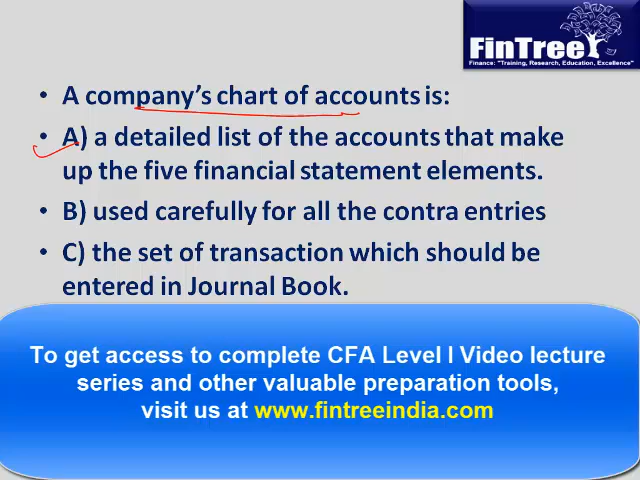 FinTree
Finance: "Training, Research, Education, Excellence"
• A company's chart of accounts is:
• A) a detailed list of the accounts that make
up the five financial statement elements.
• B) used carefully for all the contra entries
• C) the set of transaction which should be
entered in Journal Book.
To get access to complete CFA Level I Video lecture
series and other valuable preparation tools,
visit us at www.fintreeindia.com